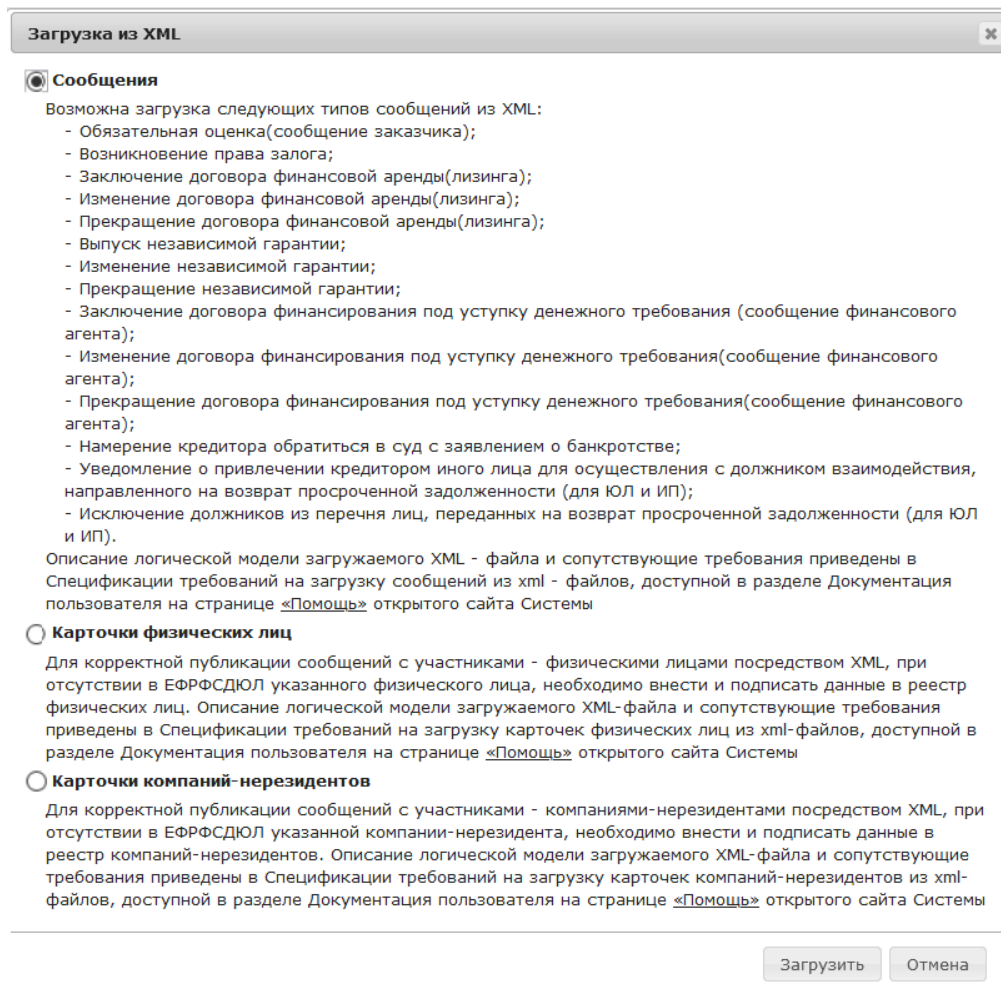 Загрузка из XML
Сообщения
Возможна загрузка следующих типов сообщений из XML:
- Обязательная оценка(сообщение заказчика);
- Возникновение права залога;
- Заключение договора финансовой аренды(лизинга);
- Изменение договора финансовой аренды(лизинга);
- Прекращение договора финансовой аренды(лизинга);
- Выпуск независимой гарантии;
- Изменение независимой гарантии;
- Прекращение независимой гарантии;
- Заключение договора финансирования под уступку денежного требования (сообщение финансового
агента);
- Изменение договора финансирования под уступку денежного требования(сообщение финансового
агента);
- Прекращение договора финансирования под уступку денежного требования(сообщение финансового
агента);
- Намерение кредитора обратиться в суд с заявлением о банкротстве;
- Уведомление о привлечении кредитором иного лица для осуществления с должником взаимодействия,
направленного на возврат просроченной задолженности (для ЮЛ и ИП);
- Исключение должников из перечня лиц, переданных на возврат просроченной задолженности (для ЮЛ
и ИП).
Описание логической модели загружаемого XML - файла и сопутствующие требования приведены в
Спецификации требований на загрузку сообщений из xml - файлов, доступной в разделе Документация
пользователя на странице «Помощь» открытого сайта Системы
Карточки физических лиц
Для корректной публикации сообщений с участниками - физическими лицами посредством XML, при
отсутствии в ЕФРФСДЮЛ указанного физического лица, необходимо внести и подписать данные в реестр
физических лиц. Описание логической модели загружаемого XML-файла и сопутствующие требования
приведены в Спецификации требований на загрузку карточек физических лиц из xml-файлов, доступной в
разделе Документация пользователя на странице «Помощь» открытого сайта Системы
Карточки компаний-нерезидентов
Для корректной публикации сообщений с участниками - компаниями-нерезидентами посредством XML, при
отсутствии в ЕФРФСДЮЛ указанной компании-нерезидента, необходимо внести и подписать данные в
реестр компаний-нерезидентов. Описание логической модели загружаемого XML-файла и сопутствующие
требования приведены в Спецификации требований на загрузку карточек компаний-нерезидентов из xml-
файлов, доступной в разделе Документация пользователя на странице «Помощь» открытого сайта Системы
Загрузить Отмена